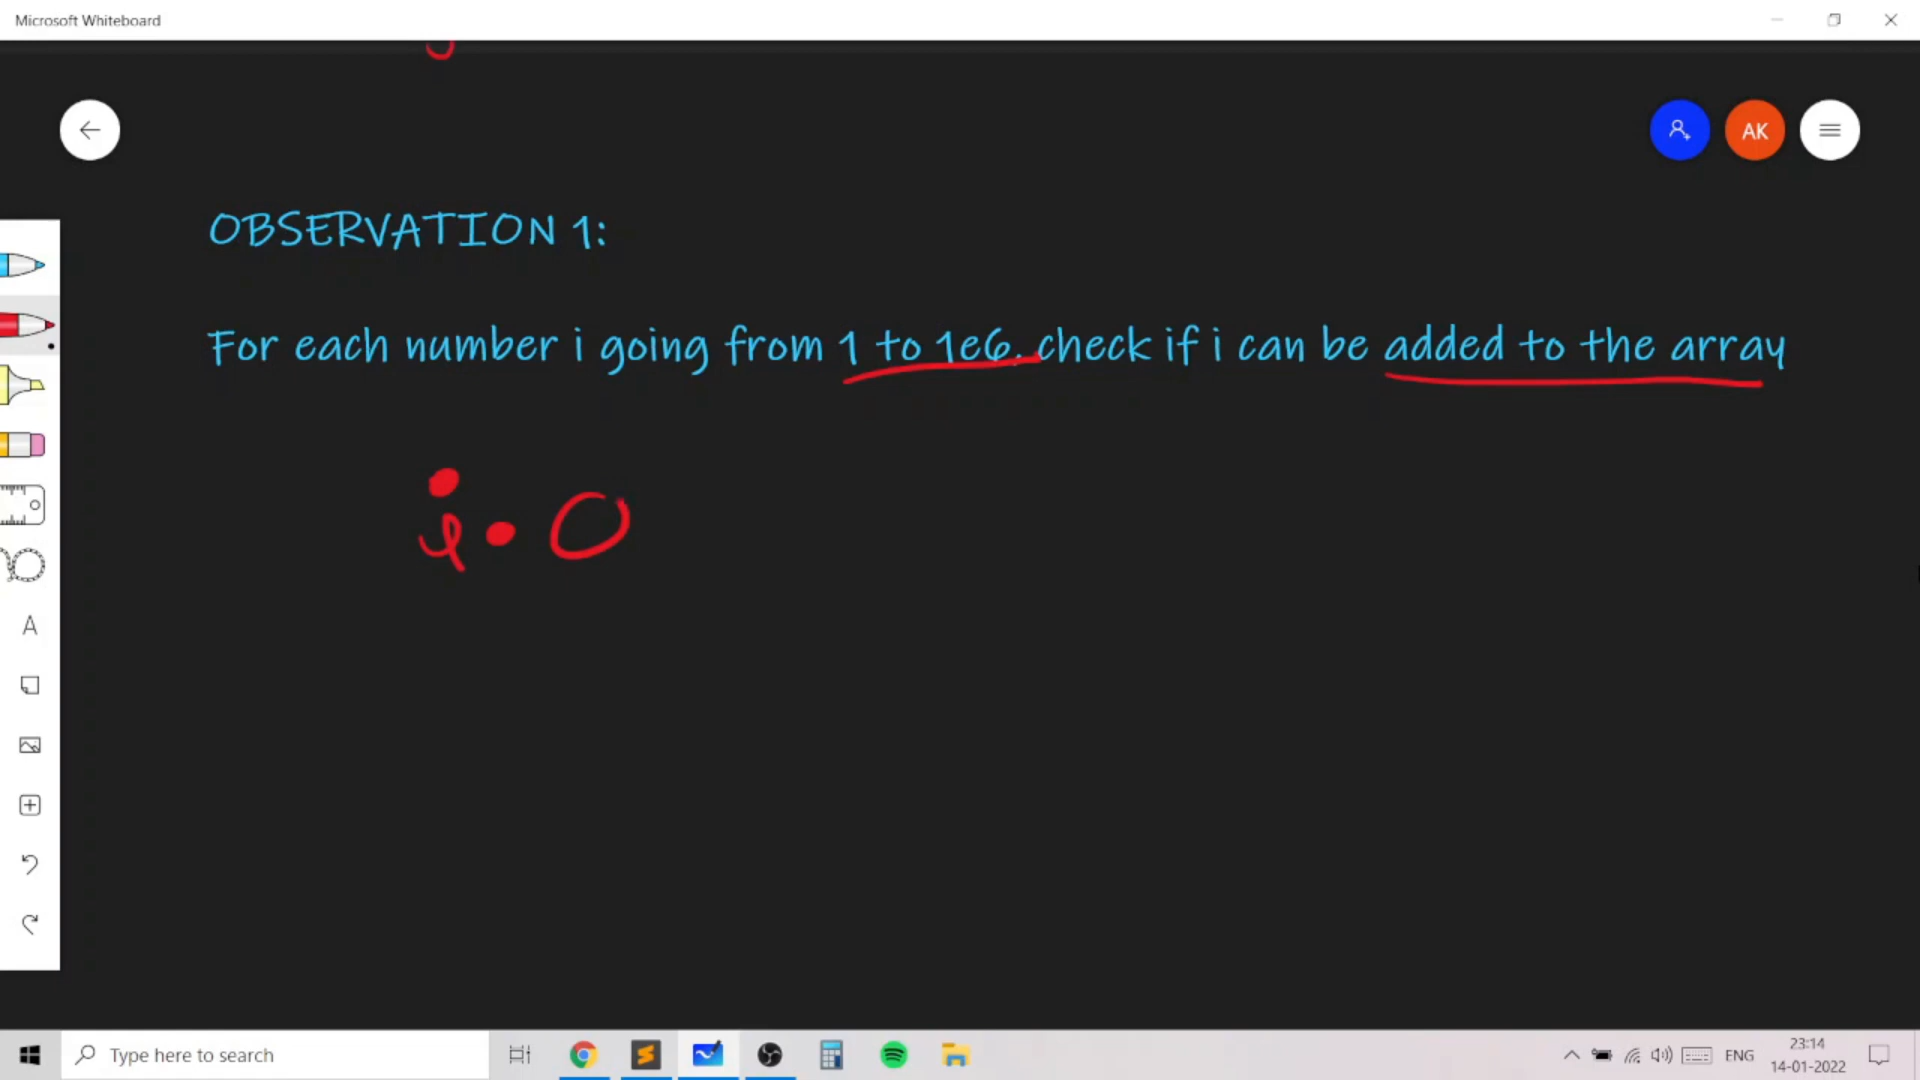 Microsoft Whiteboard
AK
OBSERVATION 1:
For each number i going from 1 to 1e6, check if i can be added to the array
i • O
A
Type here to search
ENG
23:14
14-01-2022